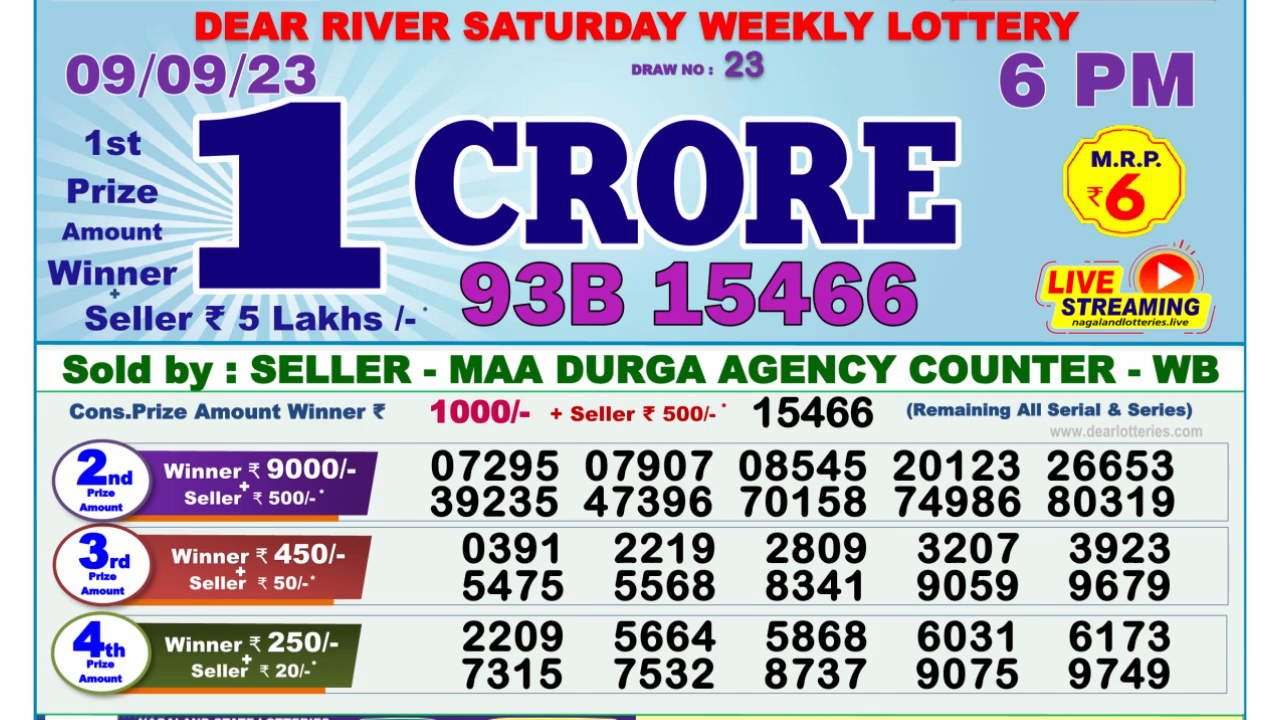 DEAR RIVER SATURDAY WEEKLY LOTTERY
09/09/23
DRAW NO : 23
6 PM
1st
Prize
Amount
Winner
+
Seller ₹ 5 Lakhs /-*
1 CRORE
93B 15466
M.R.P.
₹6
LIVE
STREAMING
nagalandlotteries.live
Sold by : SELLER - MAA DURGA AGENCY COUNTER - WB
Cons.Prize Amount Winner ₹ 1000/- + Seller ₹ 500/-* 15466 (Remaining All Serial & Series)
www.dearlotteries.com
2nd
Prize
Amount
Winner ₹ 9000/-
+
Seller ₹ 500/-*
07295 07907 08545 20123 26653
39235 47396 70158 74986 80319
3rd
Prize
Amount
Winner ₹ 450/-
+
Seller ₹ 50/-*
0391 2219 2809 3207 3923
5475 5568 8341 9059 9679
4th
Prize
Amount
Winner ₹ 250/-
+
Seller ₹ 20/-*
2209 5664 5868 6031 6173
7315 7532 8737 9075 9749
NAGALAND STATE LOTTERIES